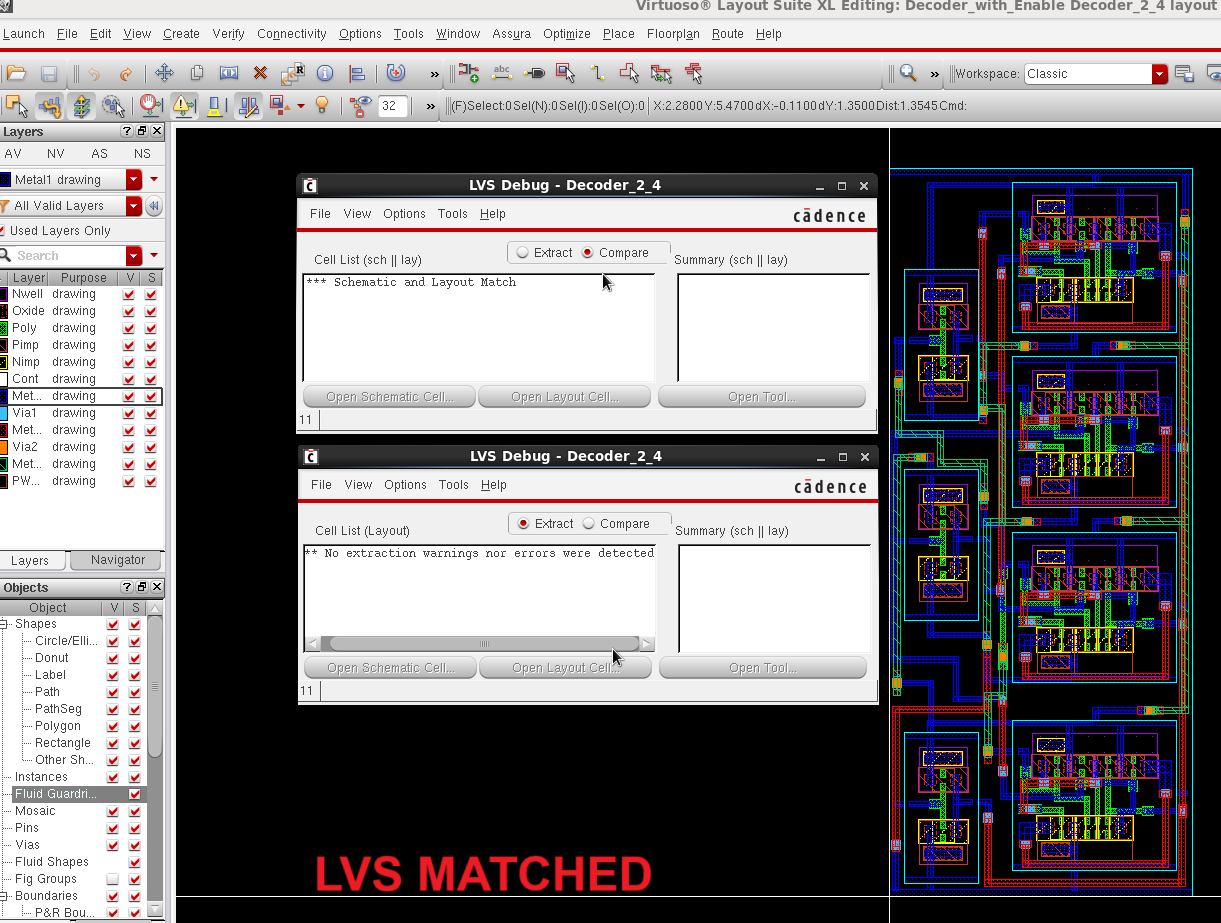 Virtuoso® Layout Suite XL Editing: Decoder_with_Enable Decoder_2_4 layout
Launch File Edit View Create Verify Connectivity Options Tools Window Assura Optimize Place Floorplan Route Help
abc
» » Workspace: Classic
32 » (F)Select:0 Sel(N):0 Sel(I):0 Sel(O):0 X:2.2800 Y:5.4700 dX:-0.1100 dY:1.3500 Dist:1.3545 Cmd:
Layers
AV NV AS NS
Metal1 drawing
All Valid Layers
Used Layers Only
Search
Layer Purpose V S
Nwell drawing
Oxide drawing
Poly drawing
Pimp drawing
Nimp drawing
Cont drawing
Met... drawing
Via1 drawing
Met... drawing
Via2 drawing
Met... drawing
PW... drawing
Layers Navigator
Objects
Object V S
Shapes
Circle/Elli...
Donut
Label
Path
PathSeg
Polygon
Rectangle
Other Sh...
Instances
Fluid Guardri...
Mosaic
Pins
Vias
Fluid Shapes
Fig Groups
Boundaries
P&R Bou...
LVS Debug - Decoder_2_4
File View Options Tools Help
cādence
Extract Compare
Cell List (sch || lay) Summary (sch || lay)
*** Schematic and Layout Match
Open Schematic Cell... Open Layout Cell... Open Tool...
11
LVS Debug - Decoder_2_4
File View Options Tools Help
cādence
Extract Compare
Cell List (Layout) Summary (sch || lay)
** No extraction warnings nor errors were detected
Open Schematic Cell... Open Layout Cell... Open Tool...
11
LVS MATCHED